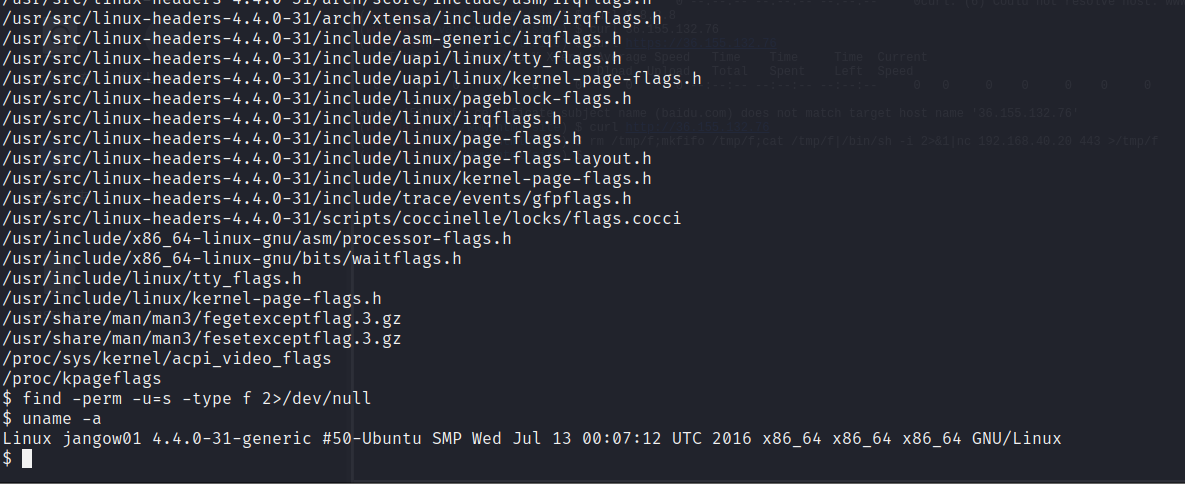 /usr/src/linux-headers-4.4.0-31/arch/score/include/asm/irqflags.h
/usr/src/linux-headers-4.4.0-31/arch/xtensa/include/asm/irqflags.h
/usr/src/linux-headers-4.4.0-31/include/asm-generic/irqflags.h
/usr/src/linux-headers-4.4.0-31/include/uapi/linux/tty_flags.h
/usr/src/linux-headers-4.4.0-31/include/uapi/linux/kernel-page-flags.h
/usr/src/linux-headers-4.4.0-31/include/linux/pageblock-flags.h
/usr/src/linux-headers-4.4.0-31/include/linux/irqflags.h
/usr/src/linux-headers-4.4.0-31/include/linux/page-flags.h
/usr/src/linux-headers-4.4.0-31/include/linux/page-flags-layout.h
/usr/src/linux-headers-4.4.0-31/include/linux/kernel-page-flags.h
/usr/src/linux-headers-4.4.0-31/include/trace/events/gfpflags.h
/usr/src/linux-headers-4.4.0-31/scripts/coccinelle/locks/flags.cocci
/usr/include/x86_64-linux-gnu/asm/processor-flags.h
/usr/include/x86_64-linux-gnu/bits/waitflags.h
/usr/include/linux/tty_flags.h
/usr/include/linux/kernel-page-flags.h
/usr/share/man/man3/fegetexceptflag.3.gz
/usr/share/man/man3/fesetexceptflag.3.gz
/proc/sys/kernel/acpi_video_flags
/proc/kpageflags
$ find -perm -u=s -type f 2>/dev/null
$ uname -a
Linux jangow01 4.4.0-31-generic #50-Ubuntu SMP Wed Jul 13 00:07:12 UTC 2016 x86_64 x86_64 x86_64 GNU/Linux
$